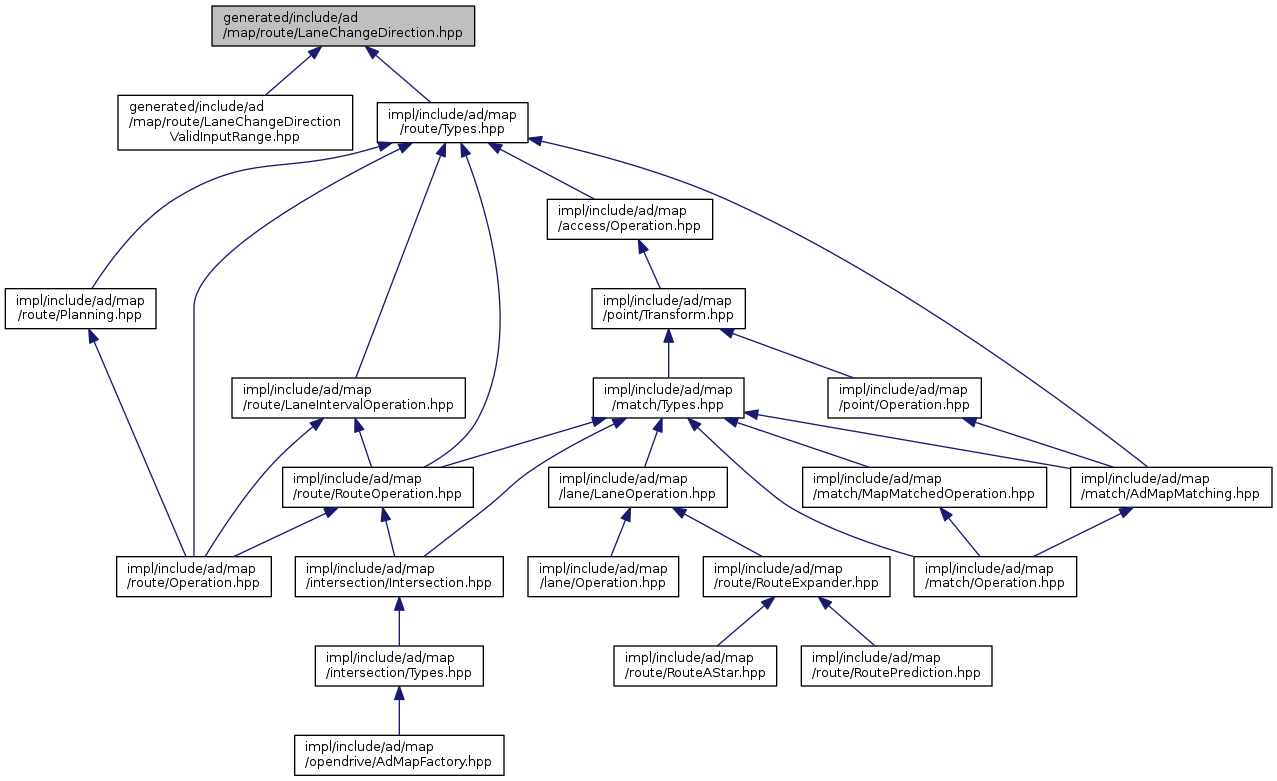 generated/include/ad
/map/route/LaneChangeDirection.hpp
generated/include/ad
/map/route/LaneChangeDirection
ValidInputRange.hpp
impl/include/ad/map
/route/Types.hpp
impl/include/ad/map
/access/Operation.hpp
impl/include/ad/map
/route/Planning.hpp
impl/include/ad/map
/point/Transform.hpp
impl/include/ad/map
/route/LaneIntervalOperation.hpp
impl/include/ad/map
/match/Types.hpp
impl/include/ad/map
/point/Operation.hpp
impl/include/ad/map
/route/RouteOperation.hpp
impl/include/ad/map
/lane/LaneOperation.hpp
impl/include/ad/map
/match/MapMatchedOperation.hpp
impl/include/ad/map
/match/AdMapMatching.hpp
impl/include/ad/map
/route/Operation.hpp
impl/include/ad/map
/intersection/Intersection.hpp
impl/include/ad/map
/lane/Operation.hpp
impl/include/ad/map
/route/RouteExpander.hpp
impl/include/ad/map
/match/Operation.hpp
impl/include/ad/map
/intersection/Types.hpp
impl/include/ad/map
/route/RouteAStar.hpp
impl/include/ad/map
/route/RoutePrediction.hpp
impl/include/ad/map
/opendrive/AdMapFactory.hpp